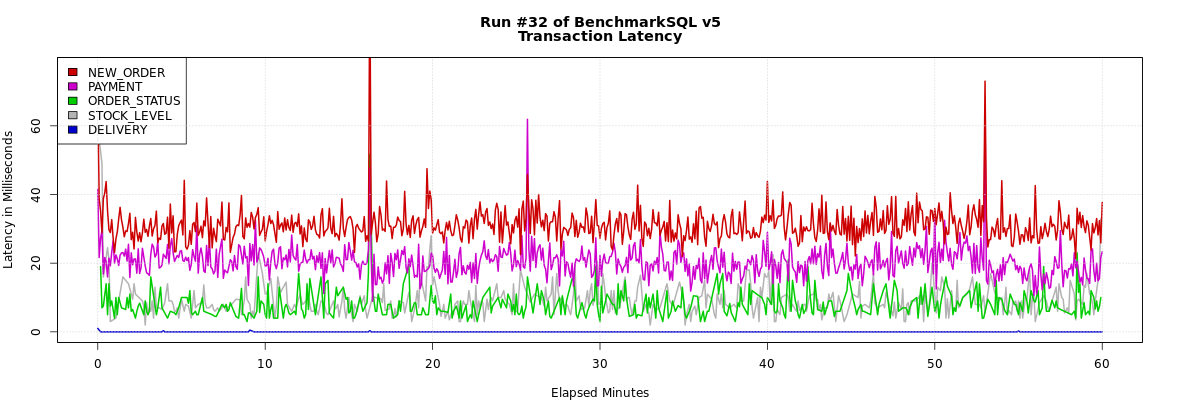 Run #32 of BenchmarkSQL v5
Transaction Latency
NEW_ORDER
PAYMENT
ORDER_STATUS
STOCK_LEVEL
DELIVERY
Latency in Milliseconds
60
40
20
0
0 10 20 30 40 50 60
Elapsed Minutes